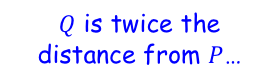 Q is twice the
distance from P…